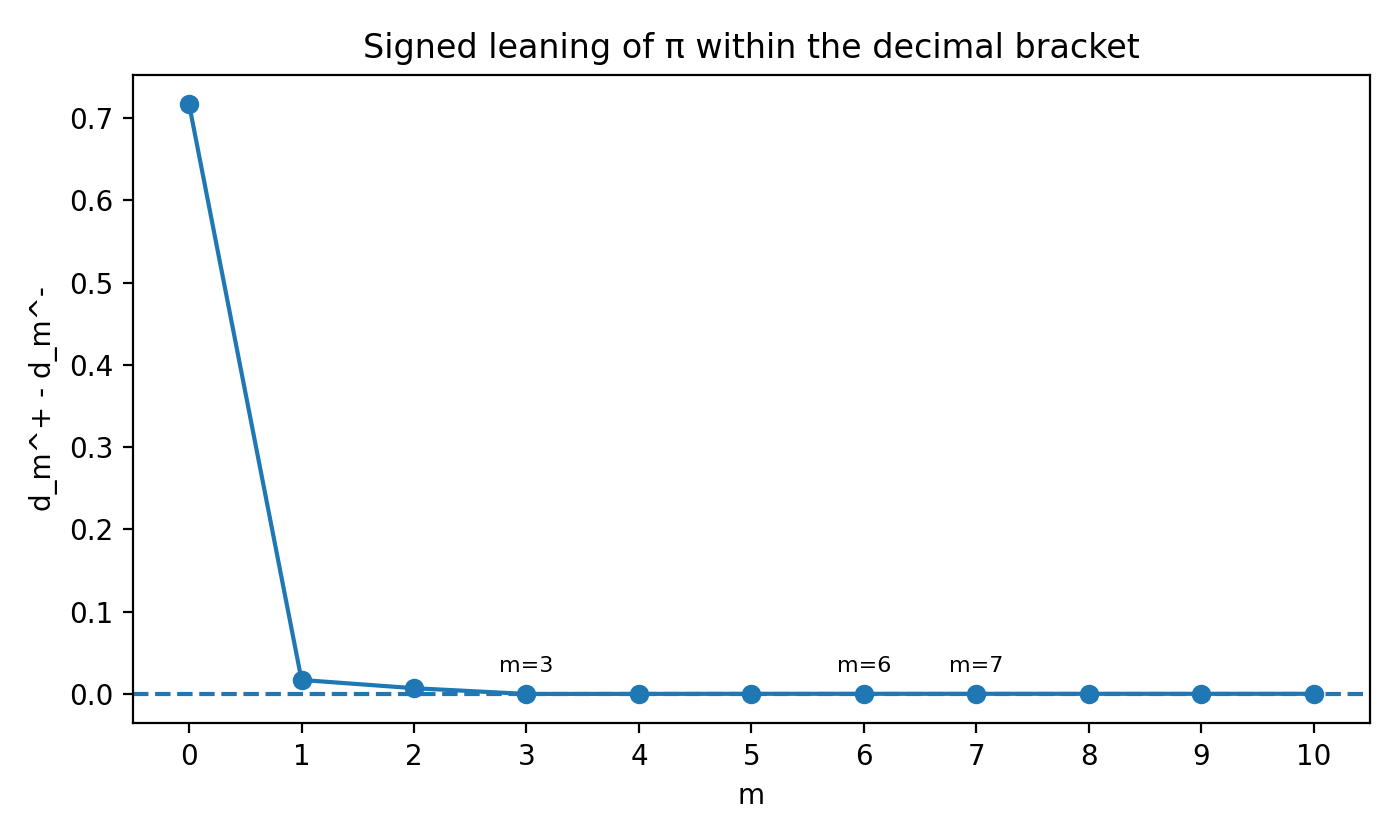 Signed leaning of π within the decimal bracket
d_m^+ - d_m^-
0.7
0.6
0.5
0.4
0.3
0.2
0.1
0.0
m=3
m=6
m=7
0 1 2 3 4 5 6 7 8 9 10
m